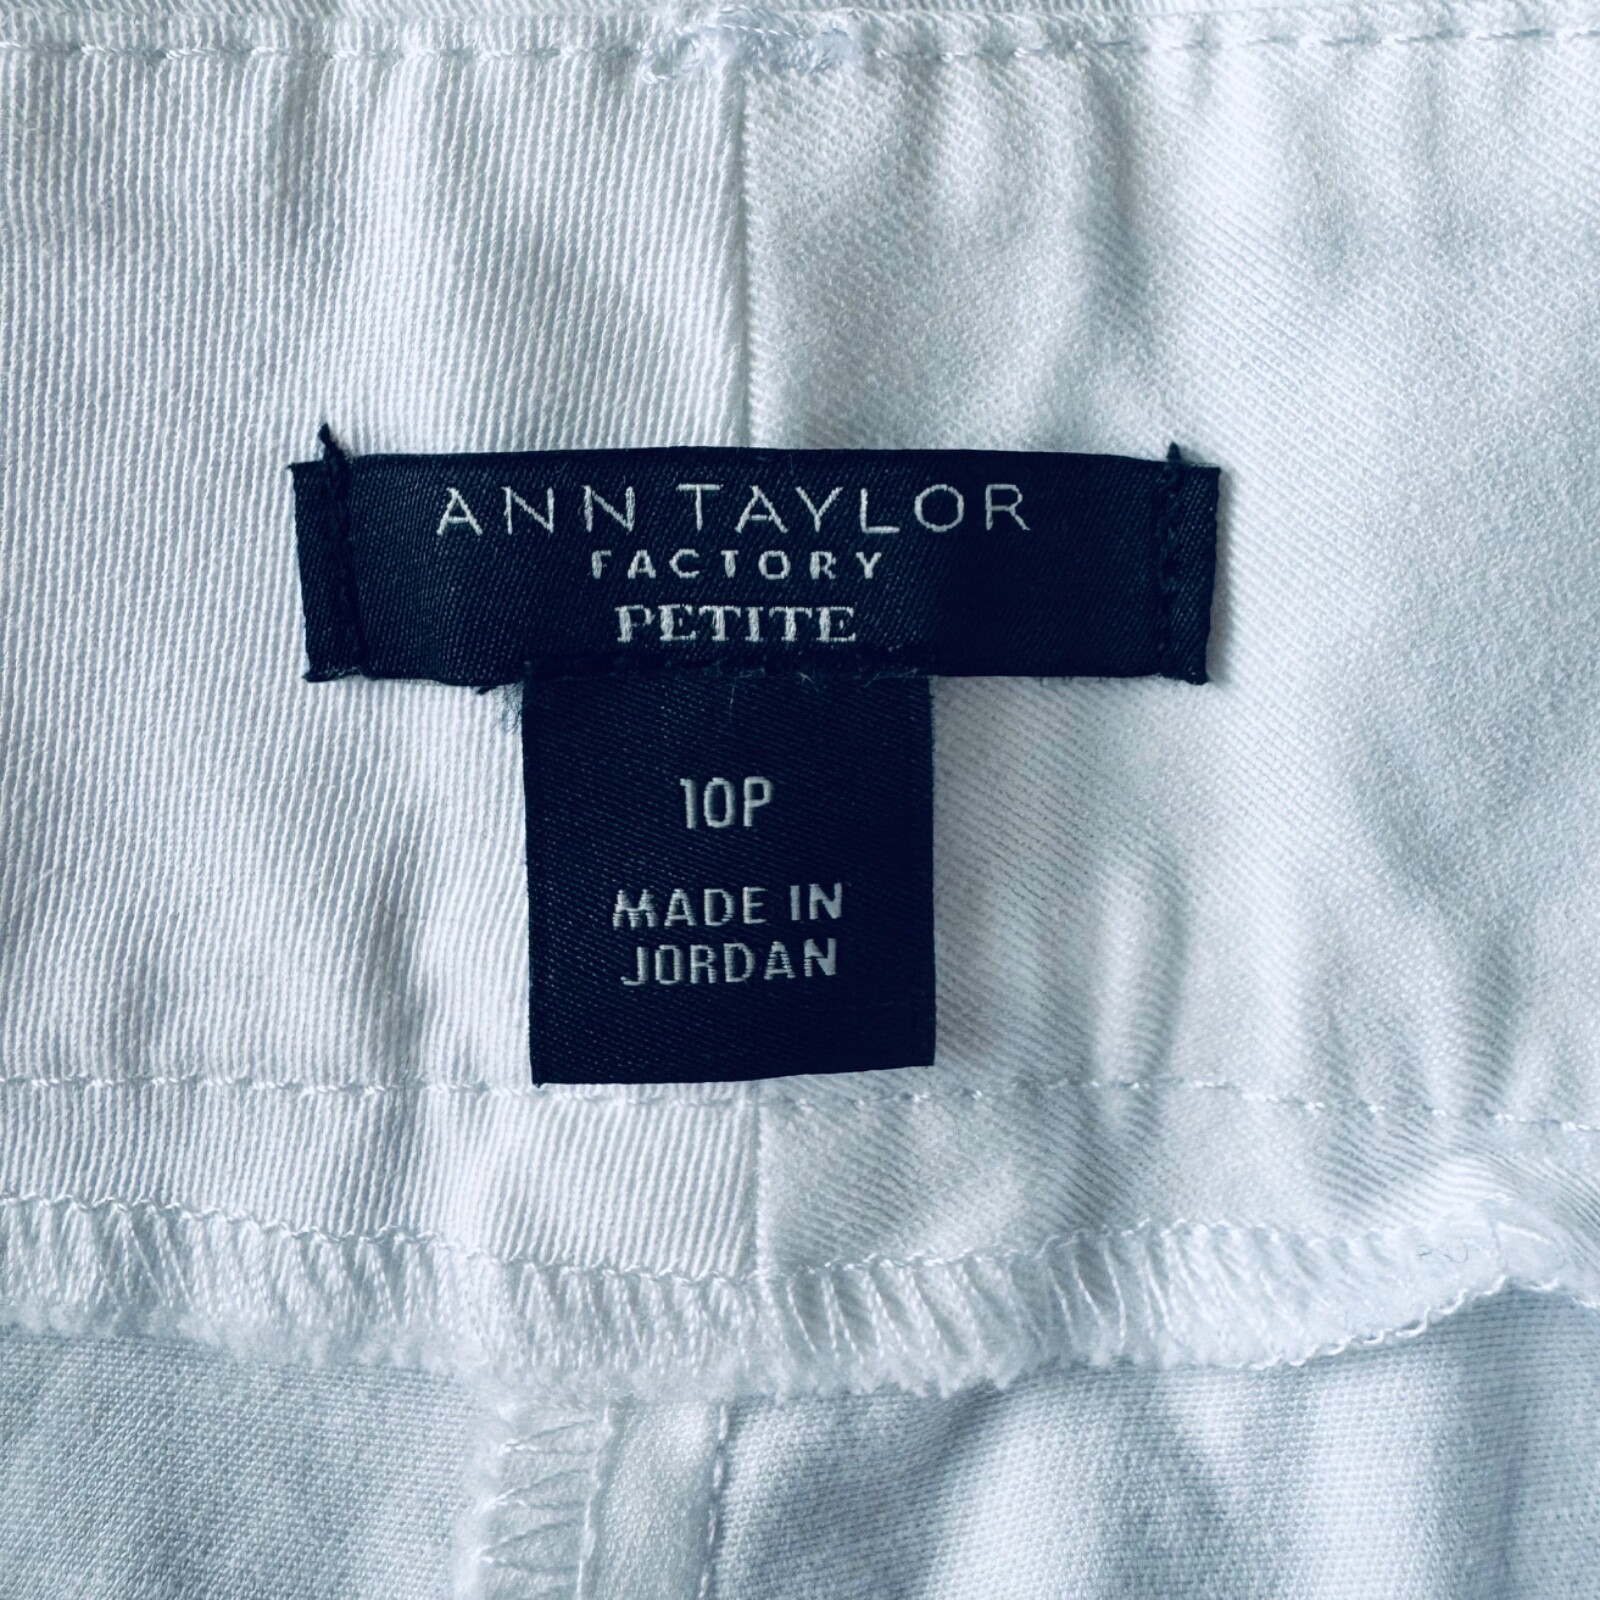 ANN TAYLOR
FACTORY
PETITE
10P
MADE IN
JORDAN